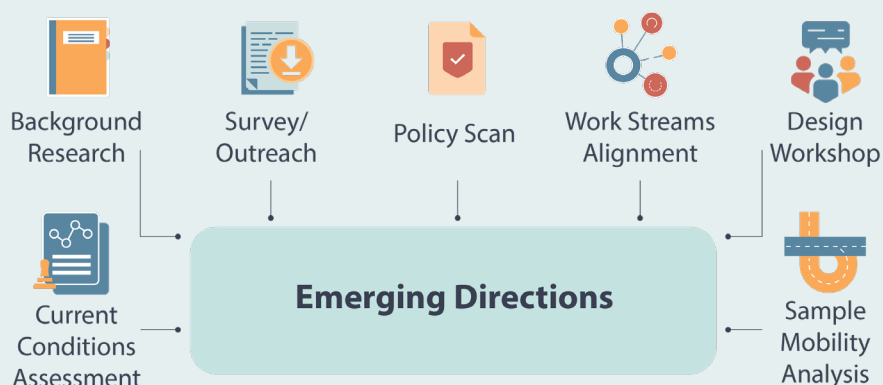 Background
Research
Survey/
Outreach
Policy Scan
Work Streams
Alignment
Design
Workshop
Current
Conditions
Assessment
Emerging Directions
Sample
Mobility
Analysis